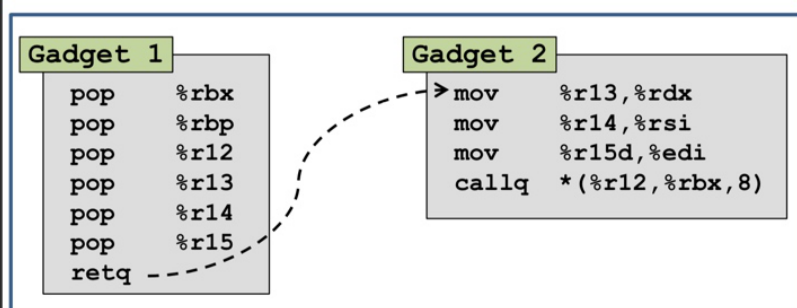 Gadget 1
pop %rbx
pop %rbp
pop %r12
pop %r13
pop %r14
pop %r15
retq
Gadget 2
mov %r13,%rdx
mov %r14,%rsi
mov %r15d,%edi
callq *(%r12,%rbx,8)